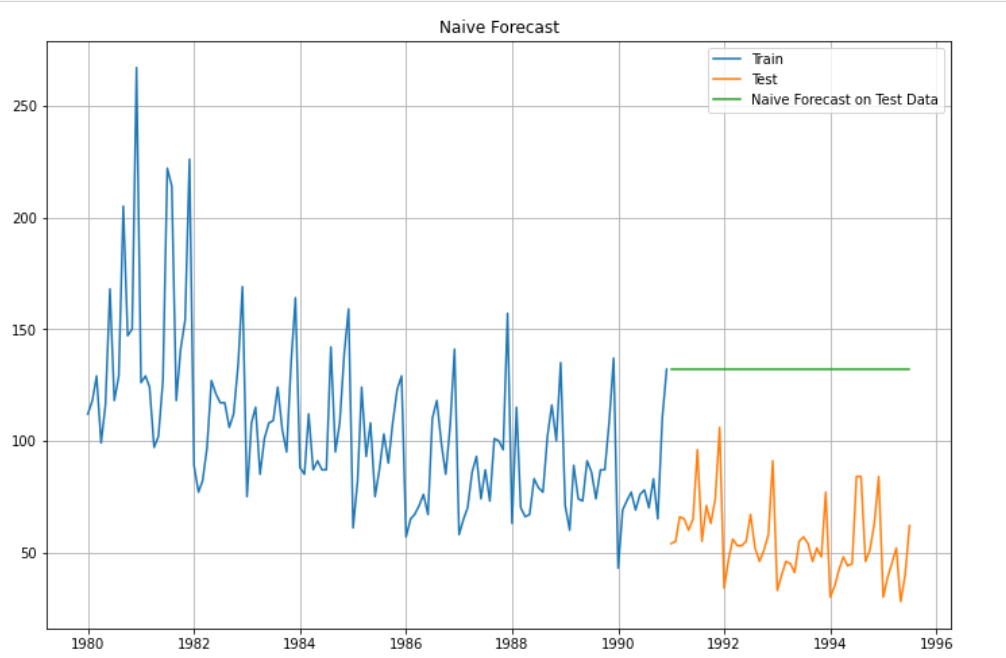 Naive Forecast
Train
Test
Naive Forecast on Test Data
250
200
150
100
50
1980 1982 1984 1986 1988 1990 1992 1994 1996